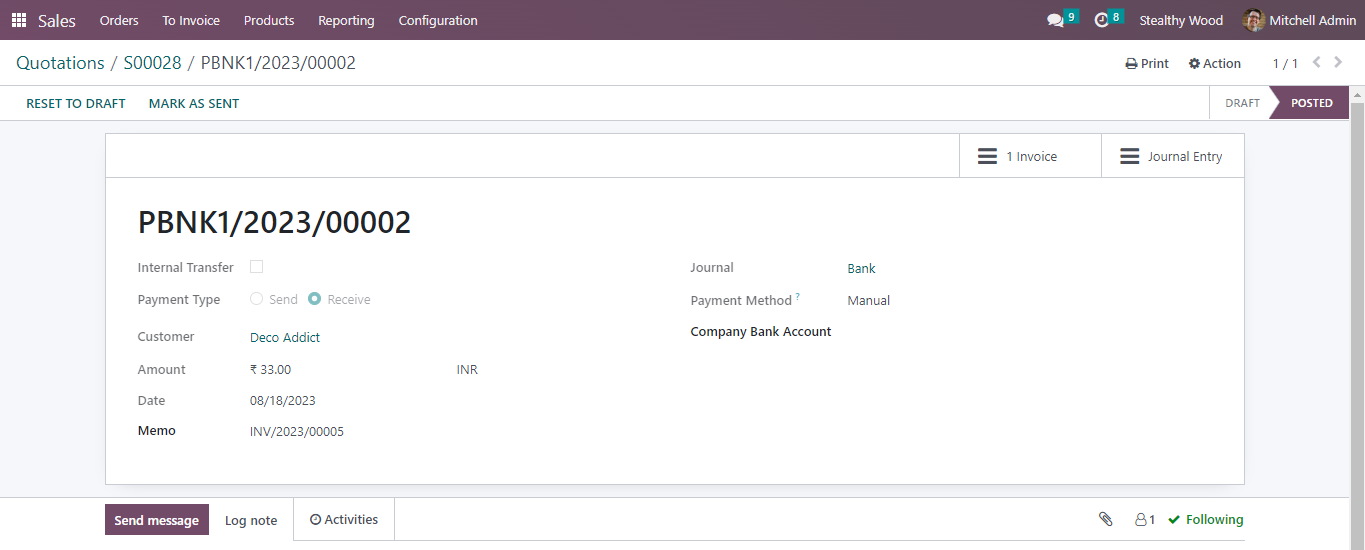 Sales Orders To Invoice Products Reporting Configuration 9 8 Stealthy Wood Mitchell Admin
Quotations / S00028 / PBNK1/2023/00002 Print Action 1 / 1
RESET TO DRAFT MARK AS SENT DRAFT POSTED
1 Invoice Journal Entry
PBNK1/2023/00002
Internal Transfer Journal Bank
Payment Type Send Receive Payment Method ? Manual
Customer Deco Addict Company Bank Account
Amount ₹ 33.00 INR
Date 08/18/2023
Memo INV/2023/00005
Send message Log note Activities 1 Following